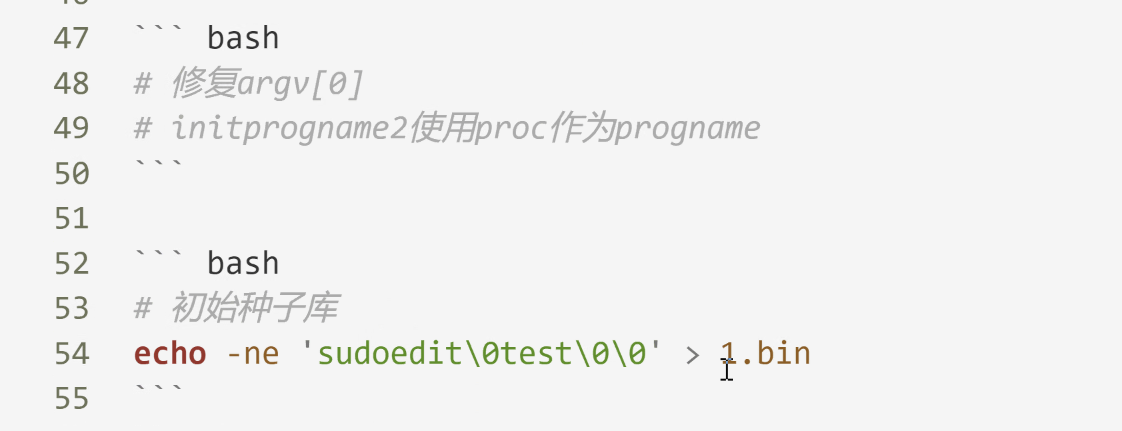 47 ``` bash
48 # 修复argv[0]
49 # initprogname2使用proc作为progname
50 ```
51
52 ``` bash
53 # 初始种子库
54 echo -ne 'sudoedit\0test\0\0' > 1.bin
55 ```